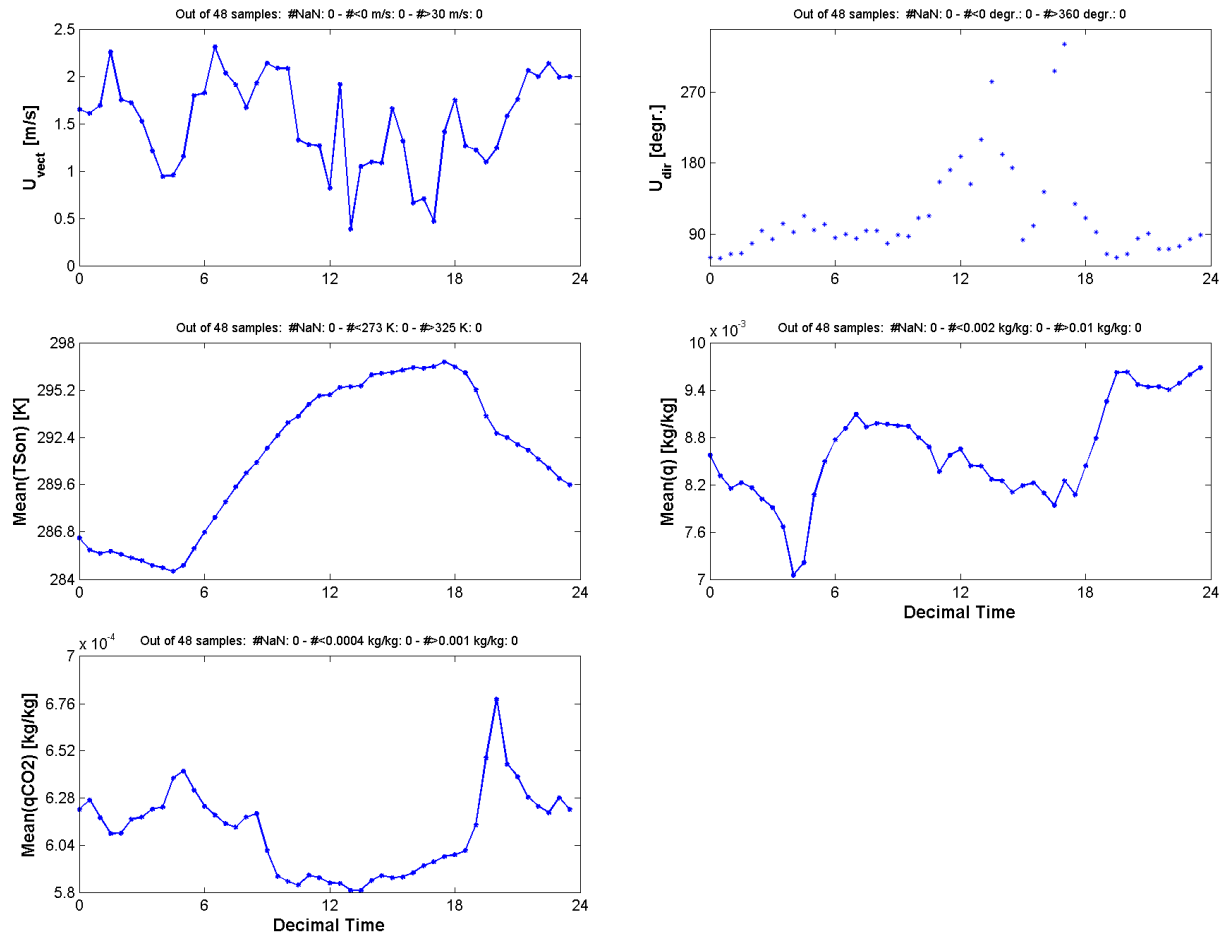 Out of 48 samples: #NaN: 0 - #<0 m/s: 0 - #>30 m/s: 0
2.5
2
1.5
1
0.5
0
U_vect [m/s]
0 6 12 18 24
Out of 48 samples: #NaN: 0 - #<0 degr.: 0 - #>360 degr.: 0
270
180
90
U_dir [degr.]
0 6 12 18 24
Out of 48 samples: #NaN: 0 - #<273 K: 0 - #>325 K: 0
298
295.2
292.4
289.6
286.8
284
Mean(TSon) [K]
0 6 12 18 24
x 10^-3
Out of 48 samples: #NaN: 0 - #<0.002 kg/kg: 0 - #>0.01 kg/kg: 0
10
9.4
8.8
8.2
7.6
7
Mean(q) [kg/kg]
0 6 12 18 24
Decimal Time
x 10^-4
Out of 48 samples: #NaN: 0 - #<0.0004 kg/kg: 0 - #>0.001 kg/kg: 0
7
6.76
6.52
6.28
6.04
5.8
Mean(qCO2) [kg/kg]
0 6 12 18 24
Decimal Time